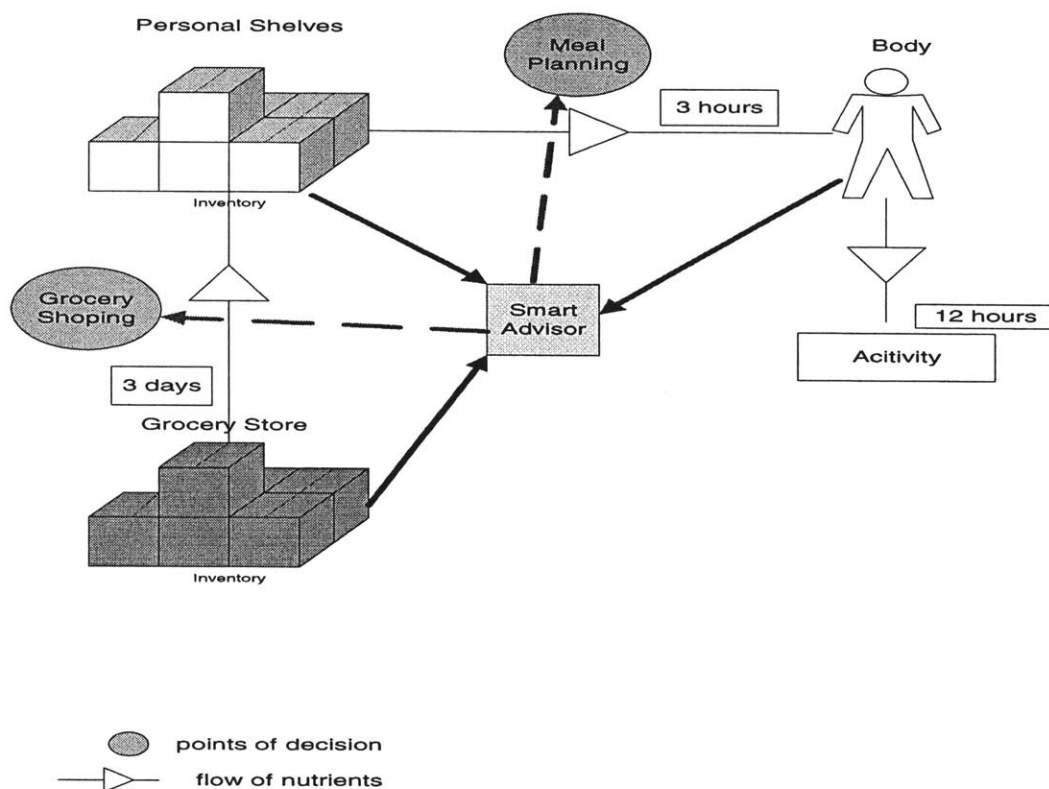 Personal Shelves
Meal
Planning
Body
3 hours
Inventory
Grocery
Shoping
Smart
Advisor
12 hours
Acitivity
3 days
Grocery Store
Inventory
points of decision
flow of nutrients